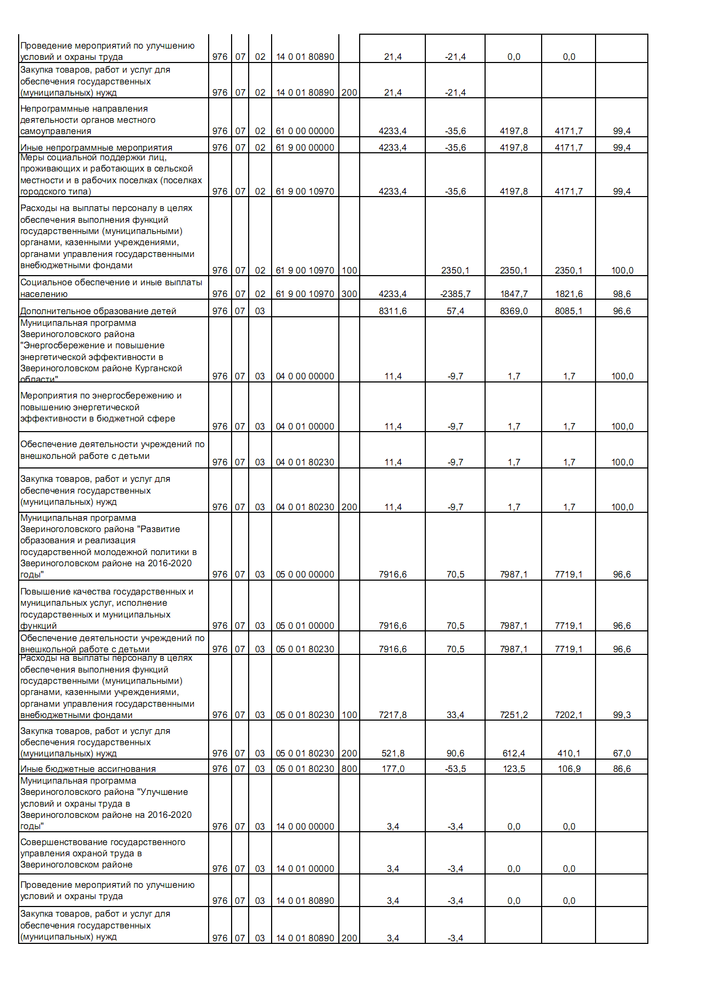 Проведение мероприятий по улучшению
условий и охраны труда 976 07 02 14 0 01 80890 21,4 -21,4 0,0 0,0
Закупка товаров, работ и услуг для
обеспечения государственных
(муниципальных) нужд 976 07 02 14 0 01 80890 200 21,4 -21,4
Непрограммные направления
деятельности органов местного
самоуправления 976 07 02 61 0 00 00000 4233,4 -35,6 4197,8 4171,7 99,4
Иные непрограммные мероприятия 976 07 02 61 9 00 00000 4233,4 -35,6 4197,8 4171,7 99,4
Меры социальной поддержки лиц,
проживающих и работающих в сельской
местности и в рабочих поселках (поселках
городского типа) 976 07 02 61 9 00 10970 4233,4 -35,6 4197,8 4171,7 99,4
Расходы на выплаты персоналу в целях
обеспечения выполнения функций
государственными (муниципальными)
органами, казенными учреждениями,
органами управления государственными
внебюджетными фондами 976 07 02 61 9 00 10970 100 2350,1 2350,1 2350,1 100,0
Социальное обеспечение и иные выплаты
населению 976 07 02 61 9 00 10970 300 4233,4 -2385,7 1847,7 1821,6 98,6
Дополнительное образование детей 976 07 03 8311,6 57,4 8369,0 8085,1 96,6
Муниципальная программа
Звериноголовского района
"Энергосбережение и повышение
энергетической эффективности в
Звериноголовском районе Курганской
области" 976 07 03 04 0 00 00000 11,4 -9,7 1,7 1,7 100,0
Мероприятия по энергосбережению и
повышению энергетической
эффективности в бюджетной сфере 976 07 03 04 0 01 00000 11,4 -9,7 1,7 1,7 100,0
Обеспечение деятельности учреждений по
внешкольной работе с детьми 976 07 03 04 0 01 80230 11,4 -9,7 1,7 1,7 100,0
Закупка товаров, работ и услуг для
обеспечения государственных
(муниципальных) нужд 976 07 03 04 0 01 80230 200 11,4 -9,7 1,7 1,7 100,0
Муниципальная программа
Звериноголовского района "Развитие
образования и реализация
государственной молодежной политики в
Звериноголовском районе на 2016-2020
годы" 976 07 03 05 0 00 00000 7916,6 70,5 7987,1 7719,1 96,6
Повышение качества государственных и
муниципальных услуг, исполнение
государственных и муниципальных
функций 976 07 03 05 0 01 00000 7916,6 70,5 7987,1 7719,1 96,6
Обеспечение деятельности учреждений по
внешкольной работе с детьми 976 07 03 05 0 01 80230 7916,6 70,5 7987,1 7719,1 96,6
Расходы на выплаты персоналу в целях
обеспечения выполнения функций
государственными (муниципальными)
органами, казенными учреждениями,
органами управления государственными
внебюджетными фондами 976 07 03 05 0 01 80230 100 7217,8 33,4 7251,2 7202,1 99,3
Закупка товаров, работ и услуг для
обеспечения государственных
(муниципальных) нужд 976 07 03 05 0 01 80230 200 521,8 90,6 612,4 410,1 67,0
Иные бюджетные ассигнования 976 07 03 05 0 01 80230 800 177,0 -53,5 123,5 106,9 86,6
Муниципальная программа
Звериноголовского района "Улучшение
условий и охраны труда в
Звериноголовском районе на 2016-2020
годы" 976 07 03 14 0 00 00000 3,4 -3,4 0,0 0,0
Совершенствование государственного
управления охраной труда в
Звериноголовском районе 976 07 03 14 0 01 00000 3,4 -3,4 0,0 0,0
Проведение мероприятий по улучшению
условий и охраны труда 976 07 03 14 0 01 80890 3,4 -3,4 0,0 0,0
Закупка товаров, работ и услуг для
обеспечения государственных
(муниципальных) нужд 976 07 03 14 0 01 80890 200 3,4 -3,4